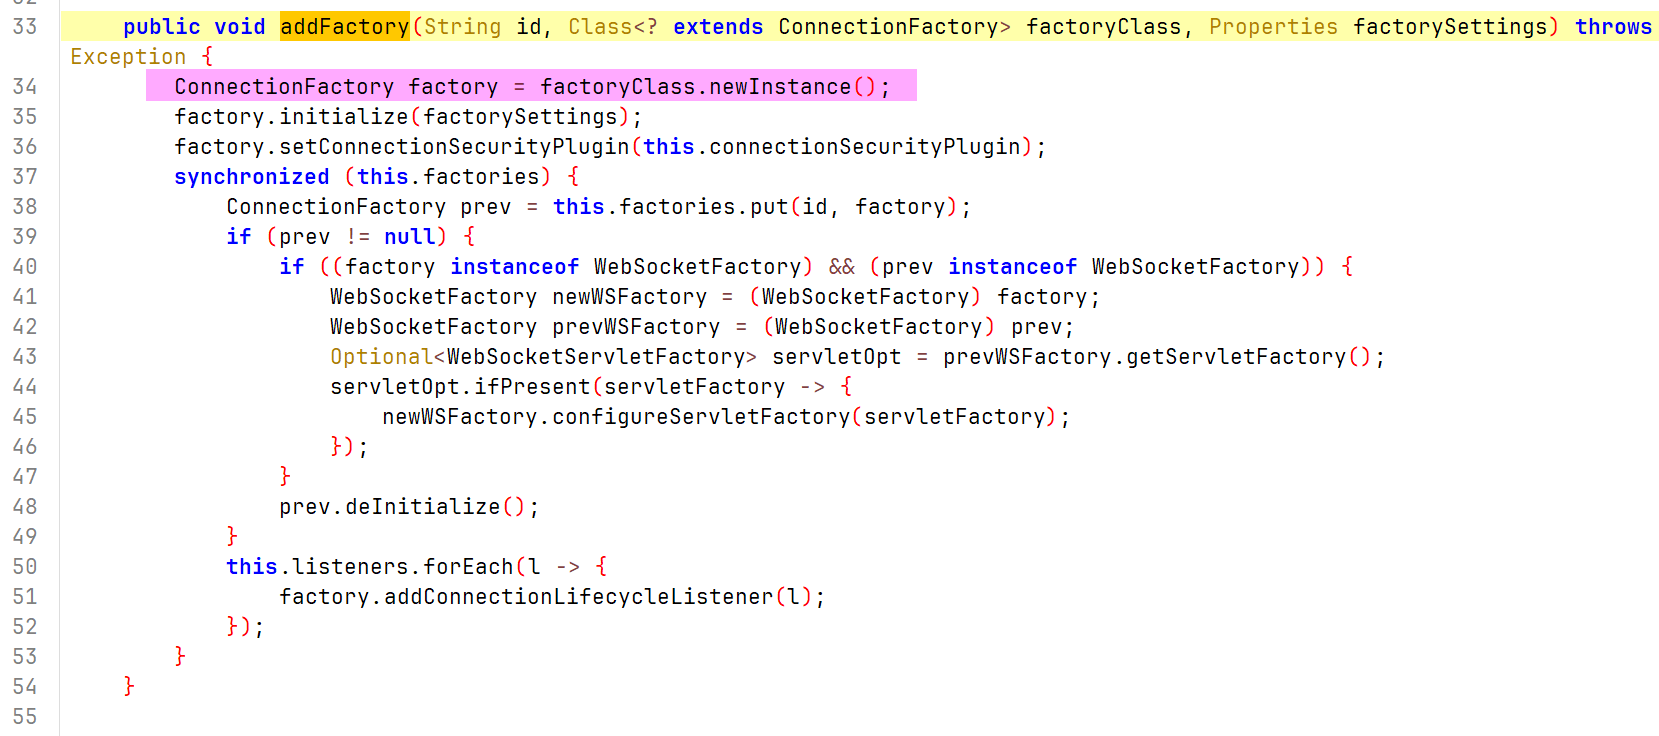 33 public void addFactory(String id, Class<? extends ConnectionFactory> factoryClass, Properties factorySettings) throws
Exception {
34 ConnectionFactory factory = factoryClass.newInstance();
35 factory.initialize(factorySettings);
36 factory.setConnectionSecurityPlugin(this.connectionSecurityPlugin);
37 synchronized (this.factories) {
38 ConnectionFactory prev = this.factories.put(id, factory);
39 if (prev != null) {
40 if ((factory instanceof WebSocketFactory) && (prev instanceof WebSocketFactory)) {
41 WebSocketFactory newWSFactory = (WebSocketFactory) factory;
42 WebSocketFactory prevWSFactory = (WebSocketFactory) prev;
43 Optional<WebSocketServletFactory> servletOpt = prevWSFactory.getServletFactory();
44 servletOpt.ifPresent(servletFactory -> {
45 newWSFactory.configureServletFactory(servletFactory);
46 });
47 }
48 prev.deInitialize();
49 }
50 this.listeners.forEach(l -> {
51 factory.addConnectionLifecycleListener(l);
52 });
53 }
54 }
55